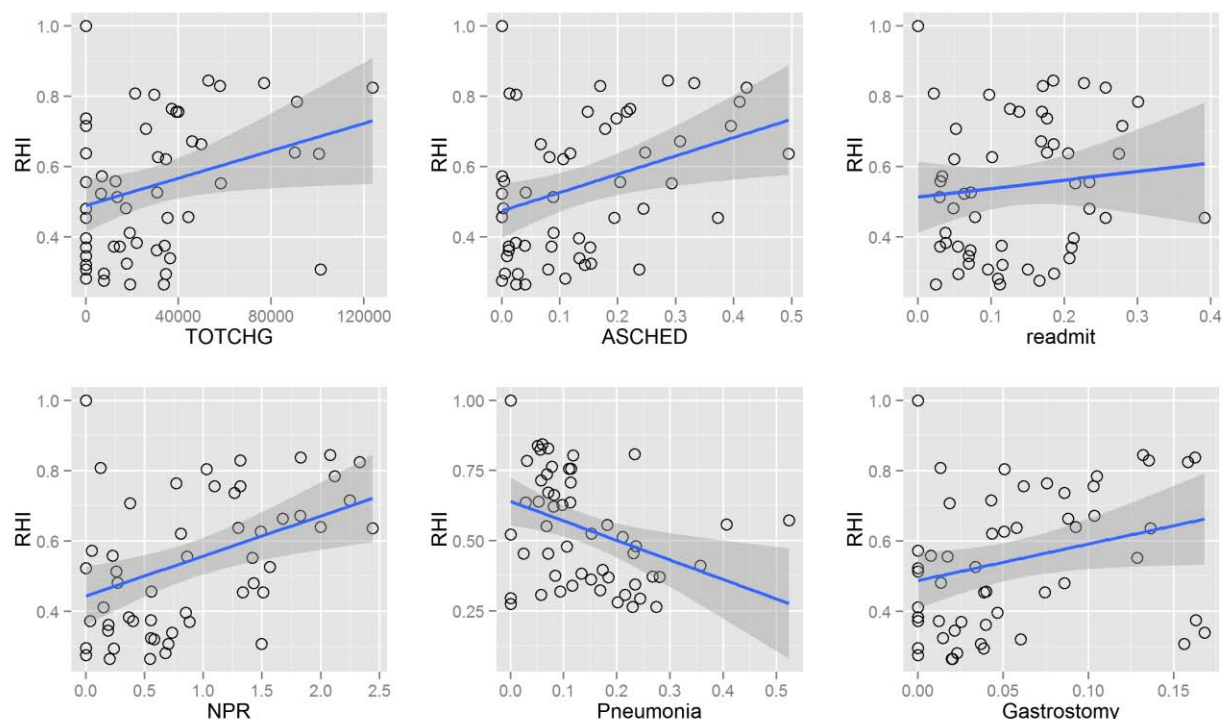 RHI
1.0
0.8
0.6
0.4
0 40000 80000 120000
TOTCHG
RHI
1.0
0.8
0.6
0.4
0.0 0.1 0.2 0.3 0.4 0.5
ASCHED
RHI
1.0
0.8
0.6
0.4
0.0 0.1 0.2 0.3 0.4
readmit
RHI
1.0
0.8
0.6
0.4
0.0 0.5 1.0 1.5 2.0 2.5
NPR
RHI
1.00
0.75
0.50
0.25
0.0 0.1 0.2 0.3 0.4 0.5
Pneumonia
RHI
1.0
0.8
0.6
0.4
0.00 0.05 0.10 0.15
Gastrostomy